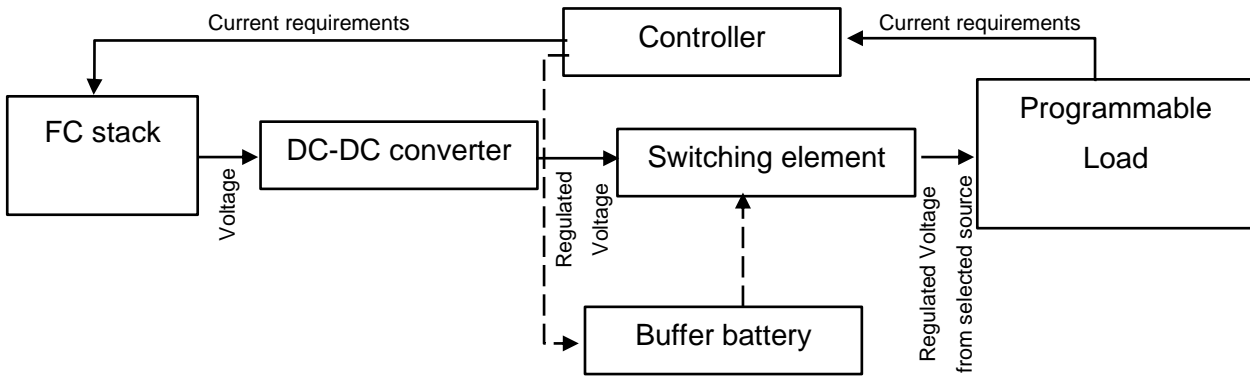 Current requirements
Controller
Current requirements
FC stack
DC-DC converter
Switching element
Programmable
Load
Voltage
Regulated
Voltage
Regulated Voltage
from selected source
Buffer battery